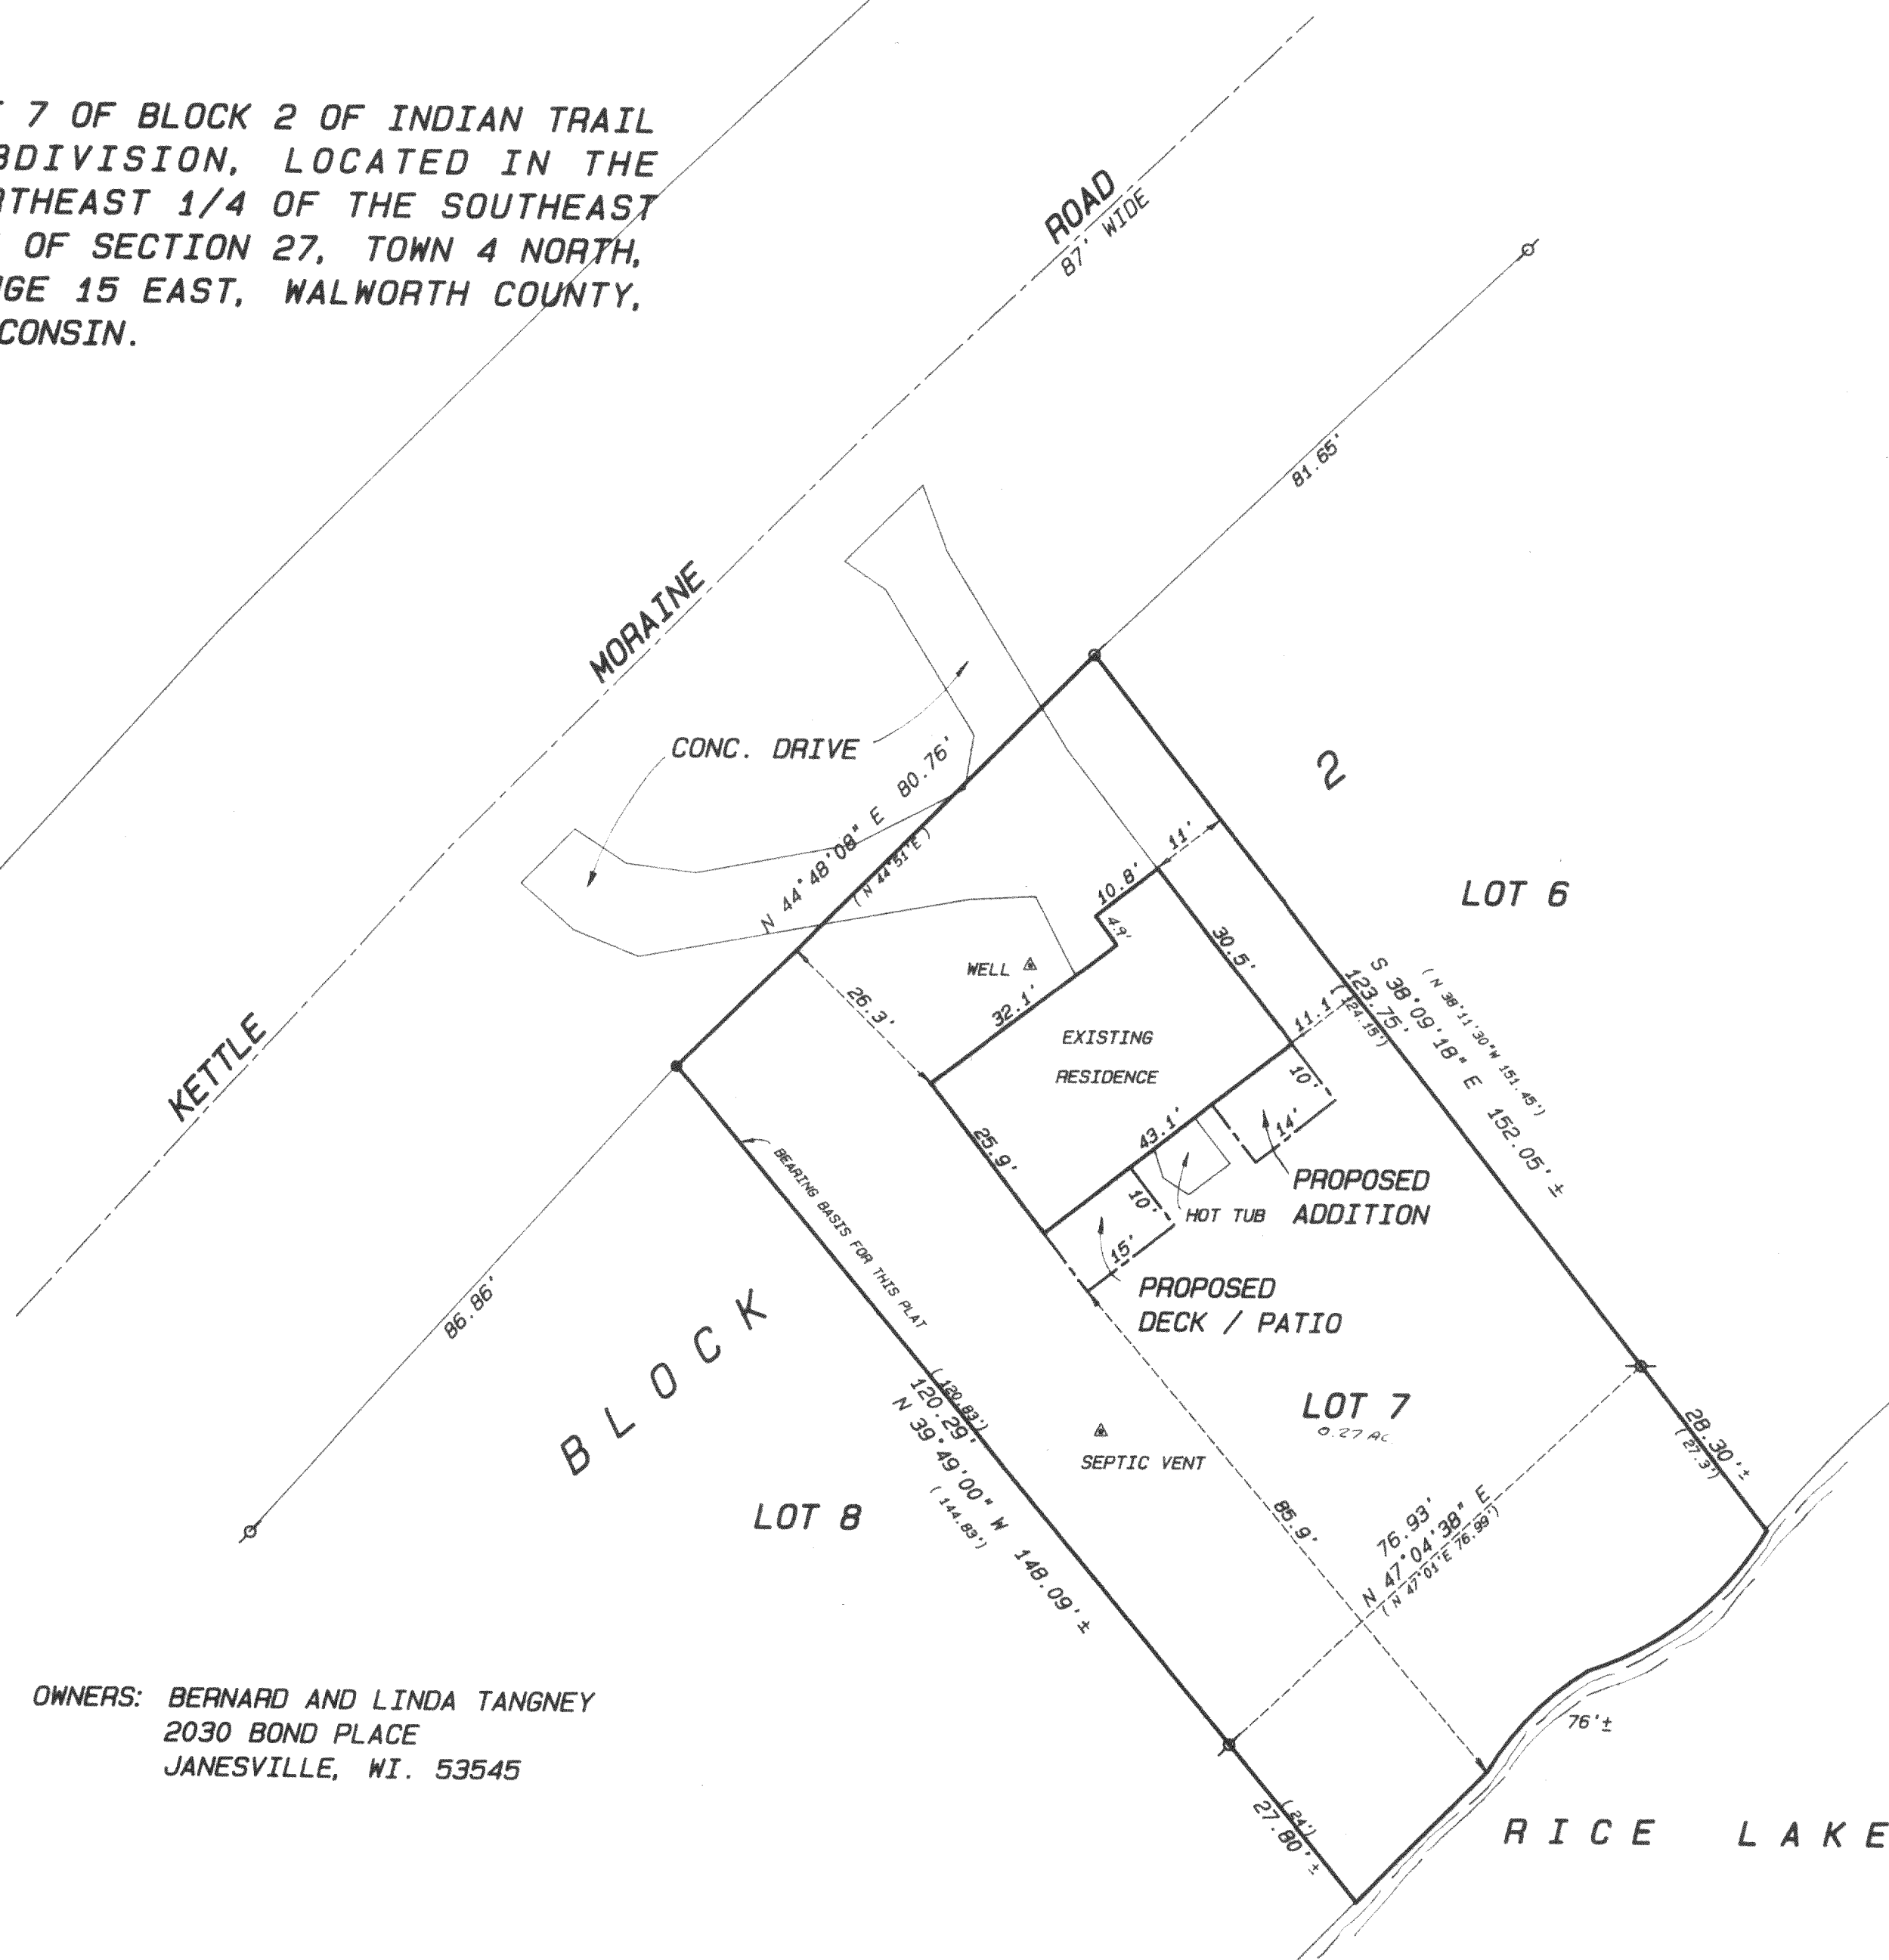 7 OF BLOCK 2 OF INDIAN TRAIL
BDIVISION, LOCATED IN THE
RTHEAST 1/4 OF THE SOUTHEAST
OF SECTION 27, TOWN 4 NORTH,
GE 15 EAST, WALWORTH COUNTY,
CONSIN.
ROAD
87' WIDE
81.65'
MORAINE
CONC. DRIVE
N 44°48'08" E 80.76'
(N 44°51'E)
2
LOT 6
11'
10.8'
4.9'
30.5'
WELL
26.3'
32.1'
EXISTING
RESIDENCE
11.1'
S 38°09'18" E 152.05'±
123.75'
(124.15')
(N 38°11'30"W 151.45')
KETTLE
10'
14'
43.1'
25.9'
PROPOSED
ADDITION
HOT TUB
10'
15'
PROPOSED
DECK / PATIO
BEARING BASIS FOR THIS PLAT
86.86'
BLOCK
(120.83')
120.29'
N 39°49'00" W 148.09'±
(144.83')
LOT 7
0.27 AC.
SEPTIC VENT
28.30'±
(27.3')
LOT 8
85.9'
76.93'
N 47°04'38" E
(N 47°01'E 76.99')
OWNERS: BERNARD AND LINDA TANGNEY
2030 BOND PLACE
JANESVILLE, WI. 53545
76'±
(24')
27.80'±
RICE LAKE